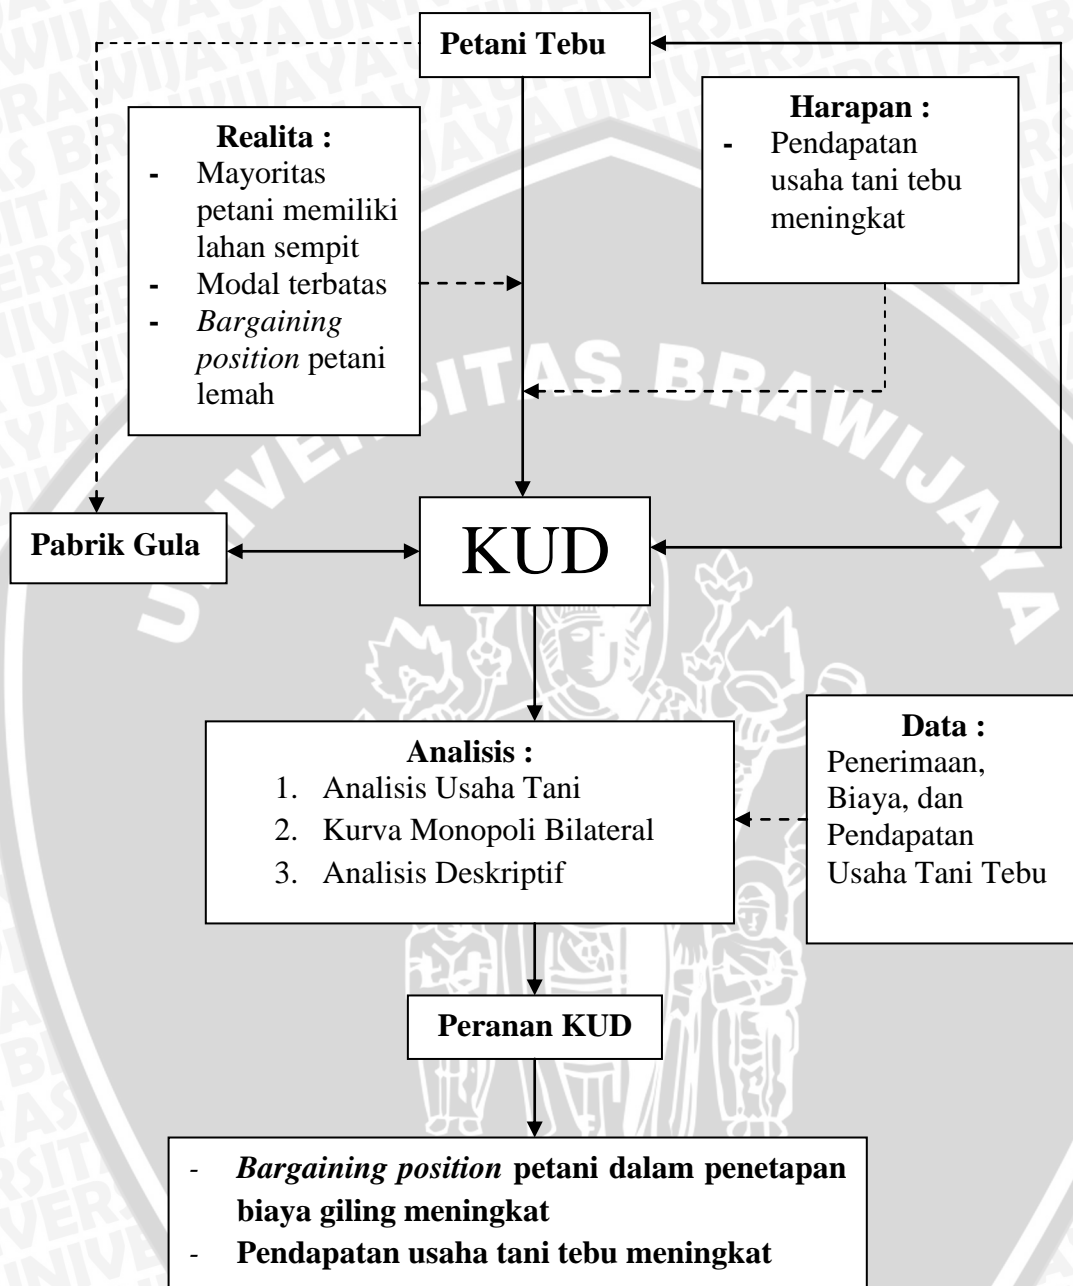 Petani Tebu
Realita :
- Mayoritas
petani memiliki
lahan sempit
- Modal terbatas
- Bargaining
position petani
lemah
Harapan :
- Pendapatan
usaha tani tebu
meningkat
UNIVERSITAS BRAWIJAYA
Pabrik Gula
KUD
Analisis :
1. Analisis Usaha Tani
2. Kurva Monopoli Bilateral
3. Analisis Deskriptif
Data :
Penerimaan,
Biaya, dan
Pendapatan
Usaha Tani Tebu
Peranan KUD
- Bargaining position petani dalam penetapan
biaya giling meningkat
- Pendapatan usaha tani tebu meningkat